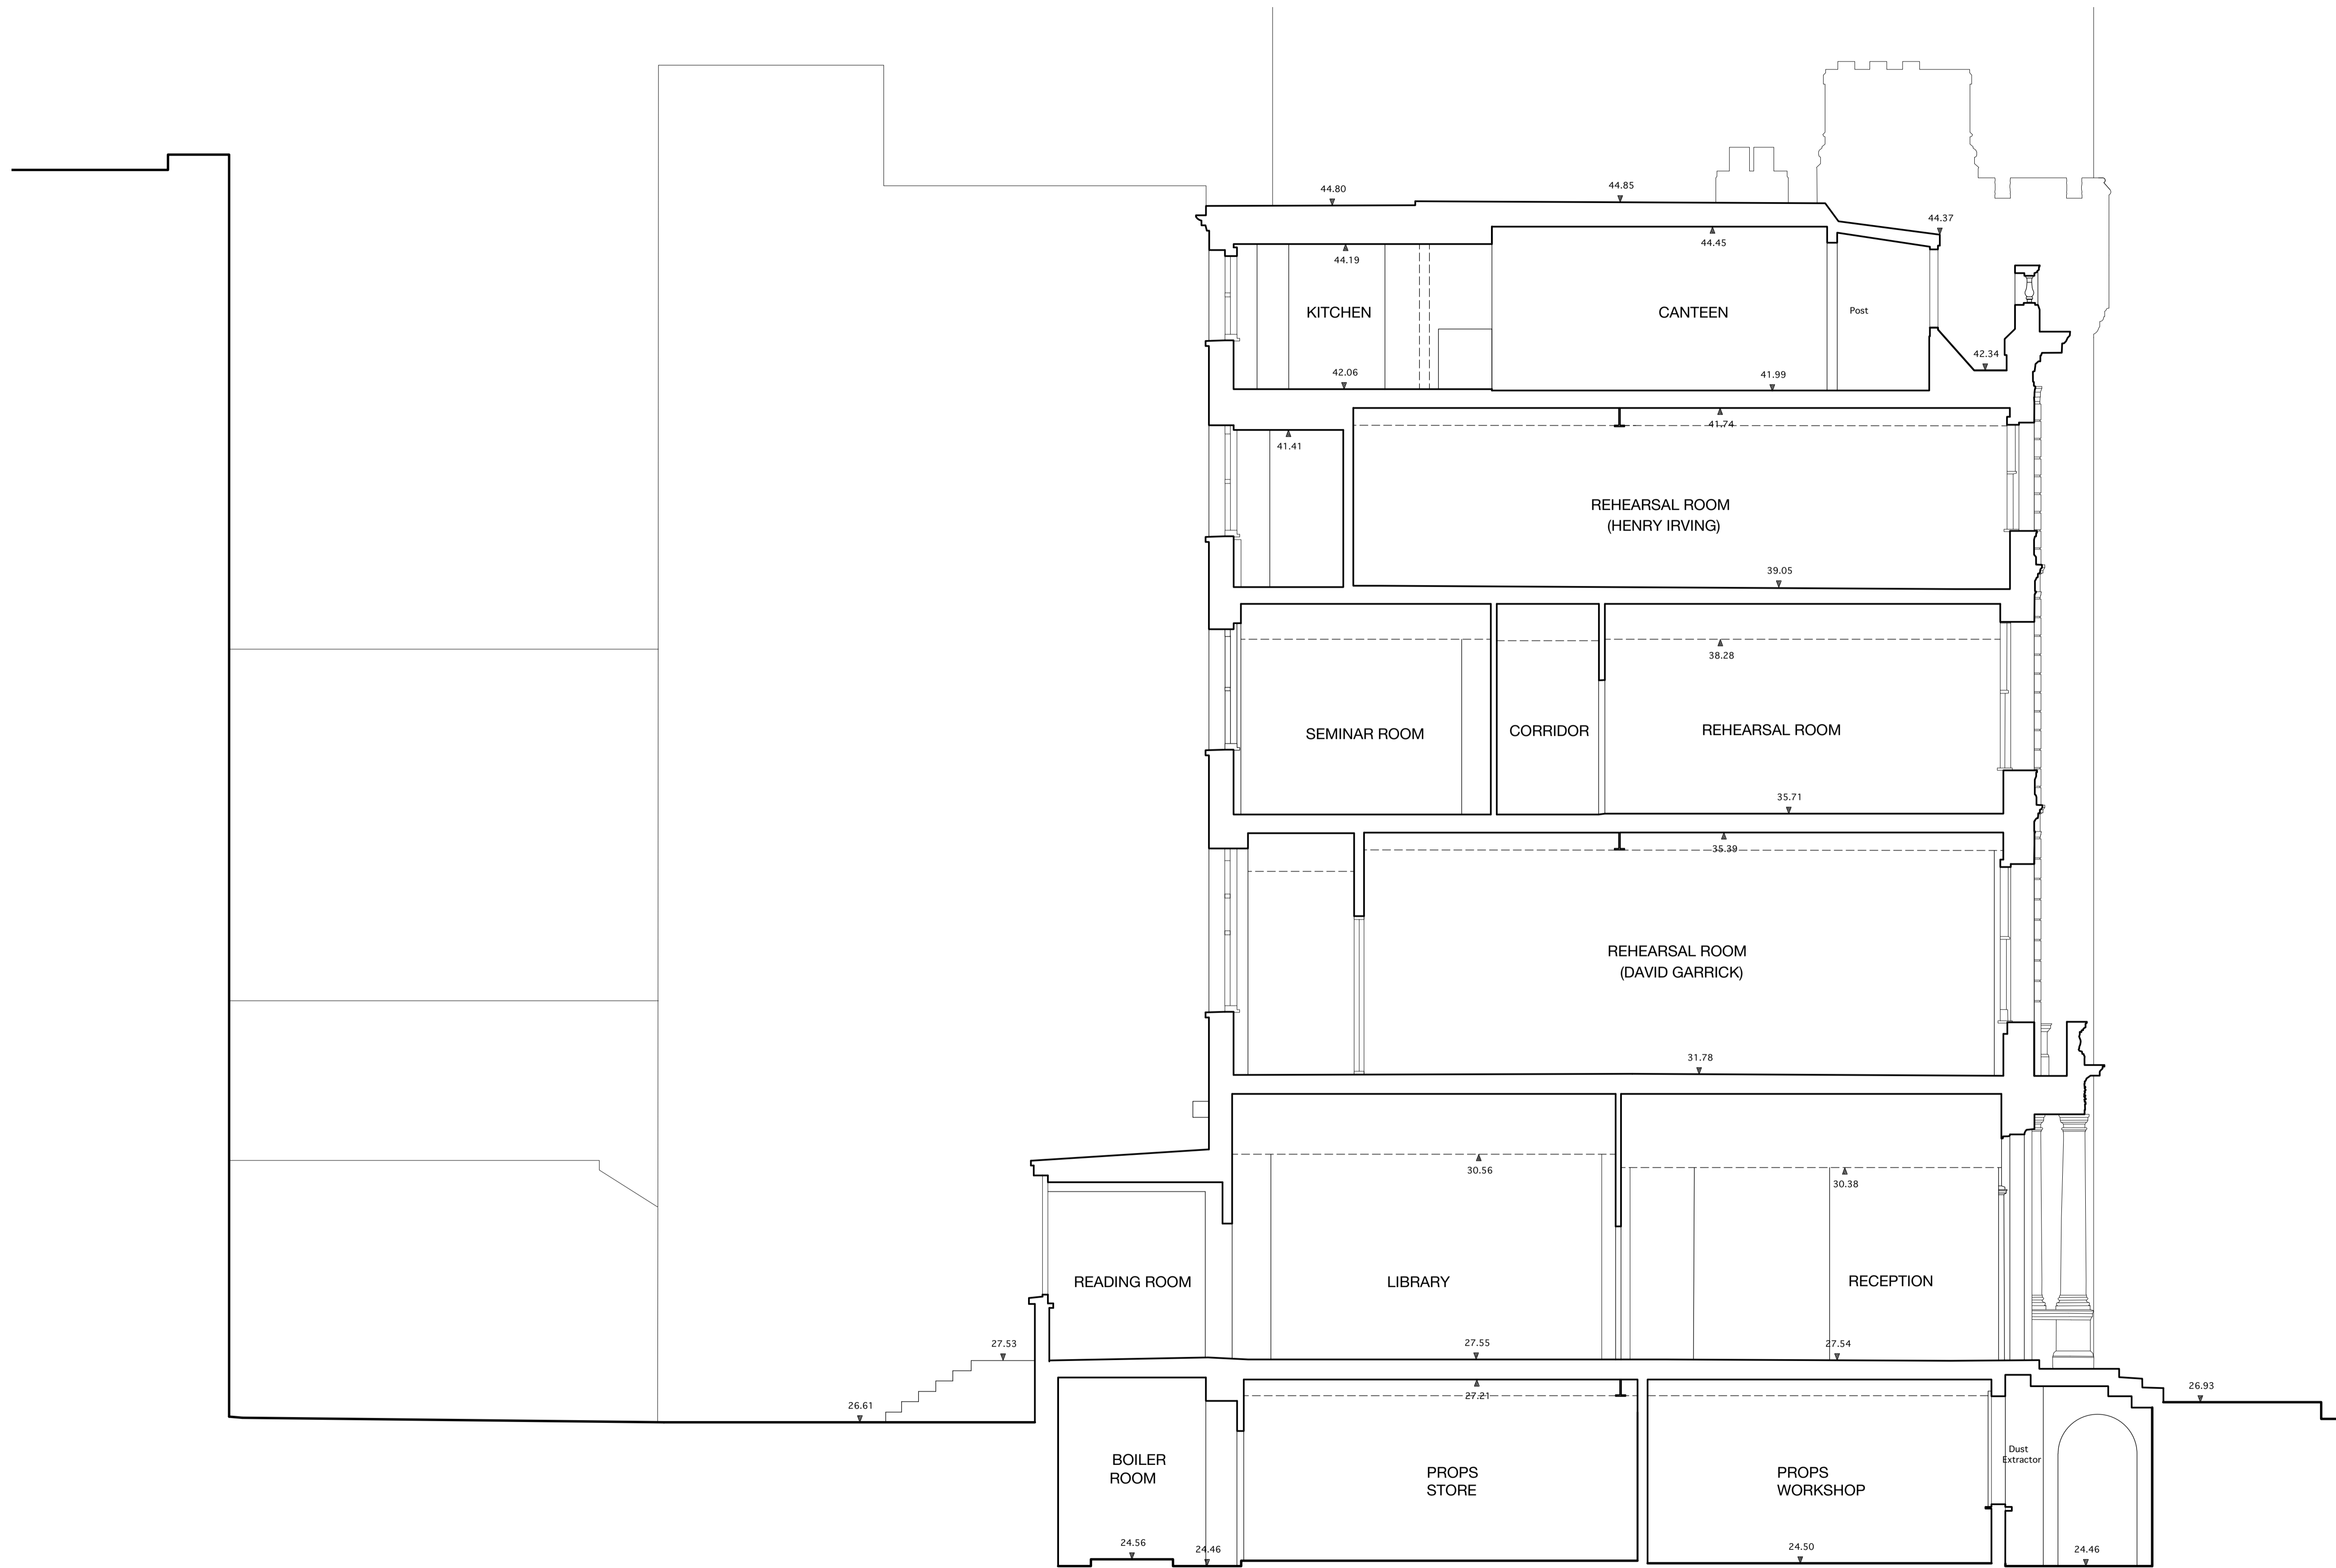 44.80
44.85
44.37
44.19
44.45
KITCHEN
CANTEEN
Post
42.34
42.06
41.99
41.74
41.41
REHEARSAL ROOM
(HENRY IRVING)
39.05
38.28
SEMINAR ROOM
CORRIDOR
REHEARSAL ROOM
35.71
35.39
REHEARSAL ROOM
(DAVID GARRICK)
31.78
30.56
30.38
READING ROOM
LIBRARY
RECEPTION
27.53
27.55
27.54
26.61
27.21
26.93
BOILER
ROOM
PROPS
STORE
PROPS
WORKSHOP
Dust
Extractor
24.56
24.46
24.50
24.46